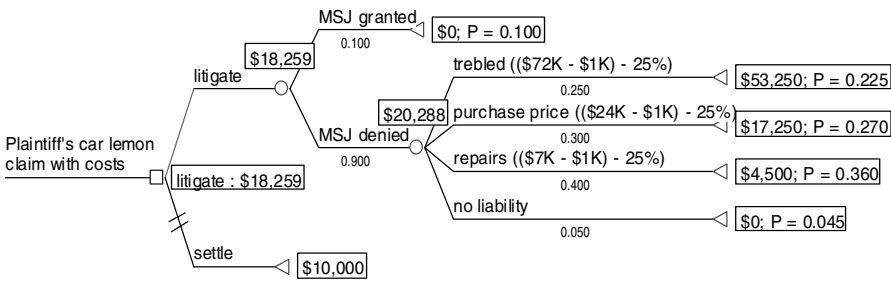 Plaintiff's car lemon
claim with costs
litigate : $18,259
litigate
$18,259
MSJ granted
0.100
$0; P = 0.100
MSJ denied
0.900
$20,288
trebled (($72K - $1K) - 25%)
0.250
$53,250; P = 0.225
purchase price (($24K - $1K) - 25%)
0.300
$17,250; P = 0.270
repairs (($7K - $1K) - 25%)
0.400
$4,500; P = 0.360
no liability
0.050
$0; P = 0.045
settle
$10,000